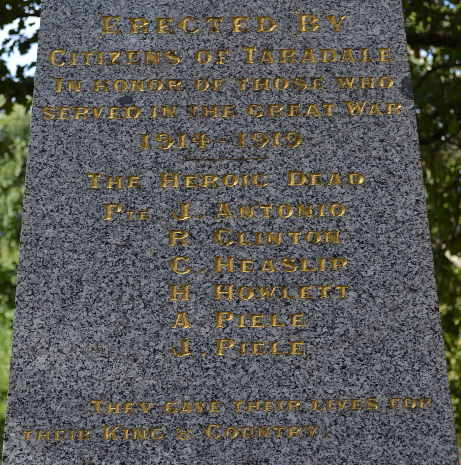 ERECTED BY
CITIZENS OF TARADALE
IN HONOR OF THOSE WHO
SERVED IN THE GREAT WAR
1914-1919
THE HEROIC DEAD
PTE. J. ANTONIO
R. CLINTON
C. HEASLIP
H. HOWLETT
A. PIELE
J. PIELE
THEY GAVE THEIR LIVES FOR
THEIR KING & COUNTRY.